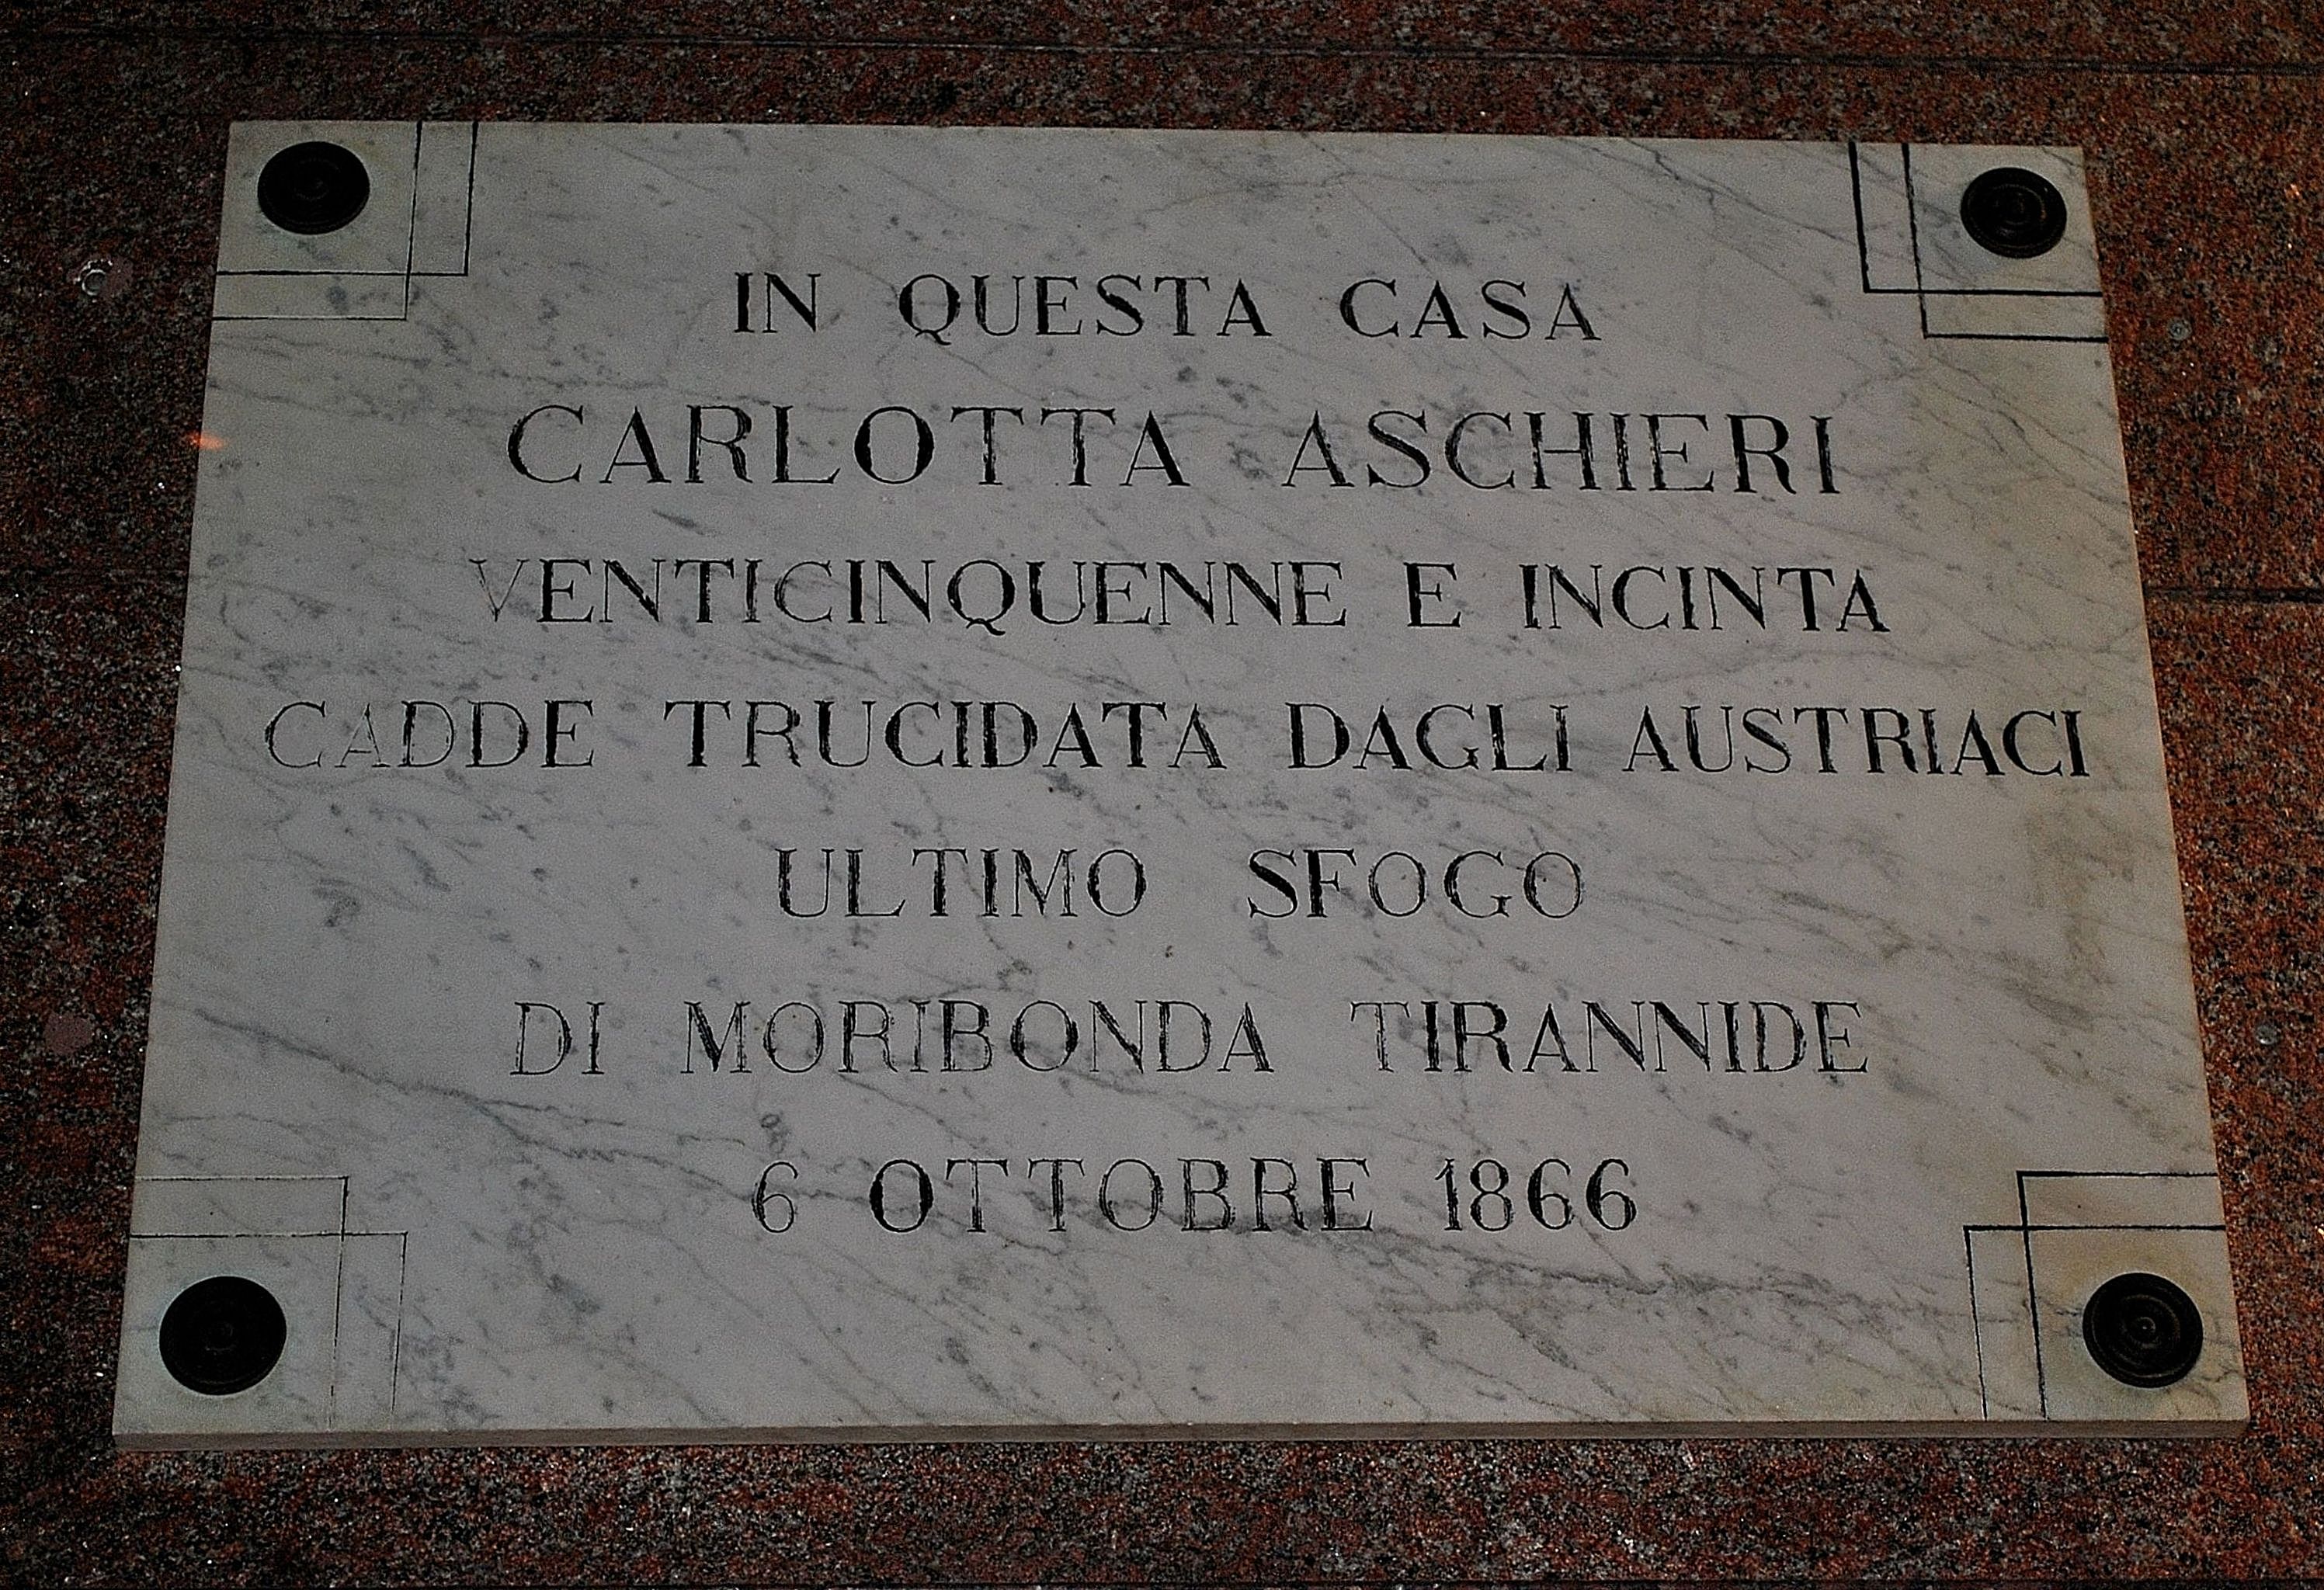 IN QUESTA CASA
CARLOTTA ASCHIERI
VENTICINQUENNE E INCINTA
CADDE TRUCIDATA DAGLI AUSTRIACI
ULTIMO SFOGO
DI MORIBONDA TIRANNIDE
6 OTTOBRE 1866